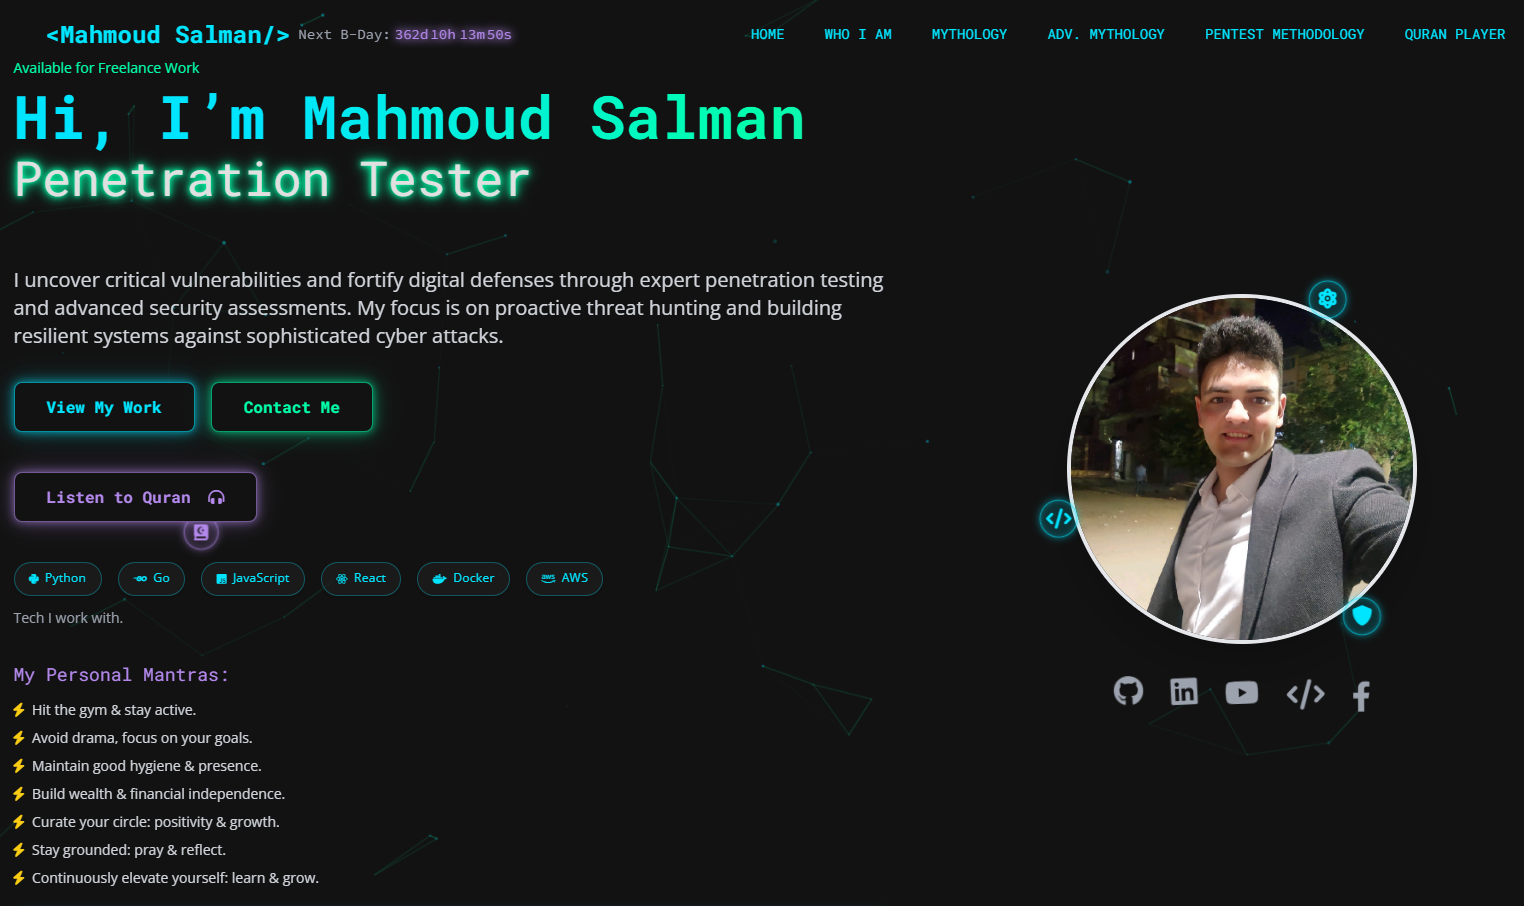 <Mahmoud Salman/> Next B-Day: 362d 10h 13m 50s
HOME WHO I AM MYTHOLOGY ADV. MYTHOLOGY PENTEST METHODOLOGY QURAN PLAYER
Available for Freelance Work
Hi, I’m Mahmoud Salman
Penetration Tester
I uncover critical vulnerabilities and fortify digital defenses through expert penetration testing
and advanced security assessments. My focus is on proactive threat hunting and building
resilient systems against sophisticated cyber attacks.
View My Work Contact Me
Listen to Quran
Python Go JavaScript React Docker aws AWS
Tech I work with.
My Personal Mantras:
Hit the gym & stay active.
Avoid drama, focus on your goals.
Maintain good hygiene & presence.
Build wealth & financial independence.
Curate your circle: positivity & growth.
Stay grounded: pray & reflect.
Continuously elevate yourself: learn & grow.